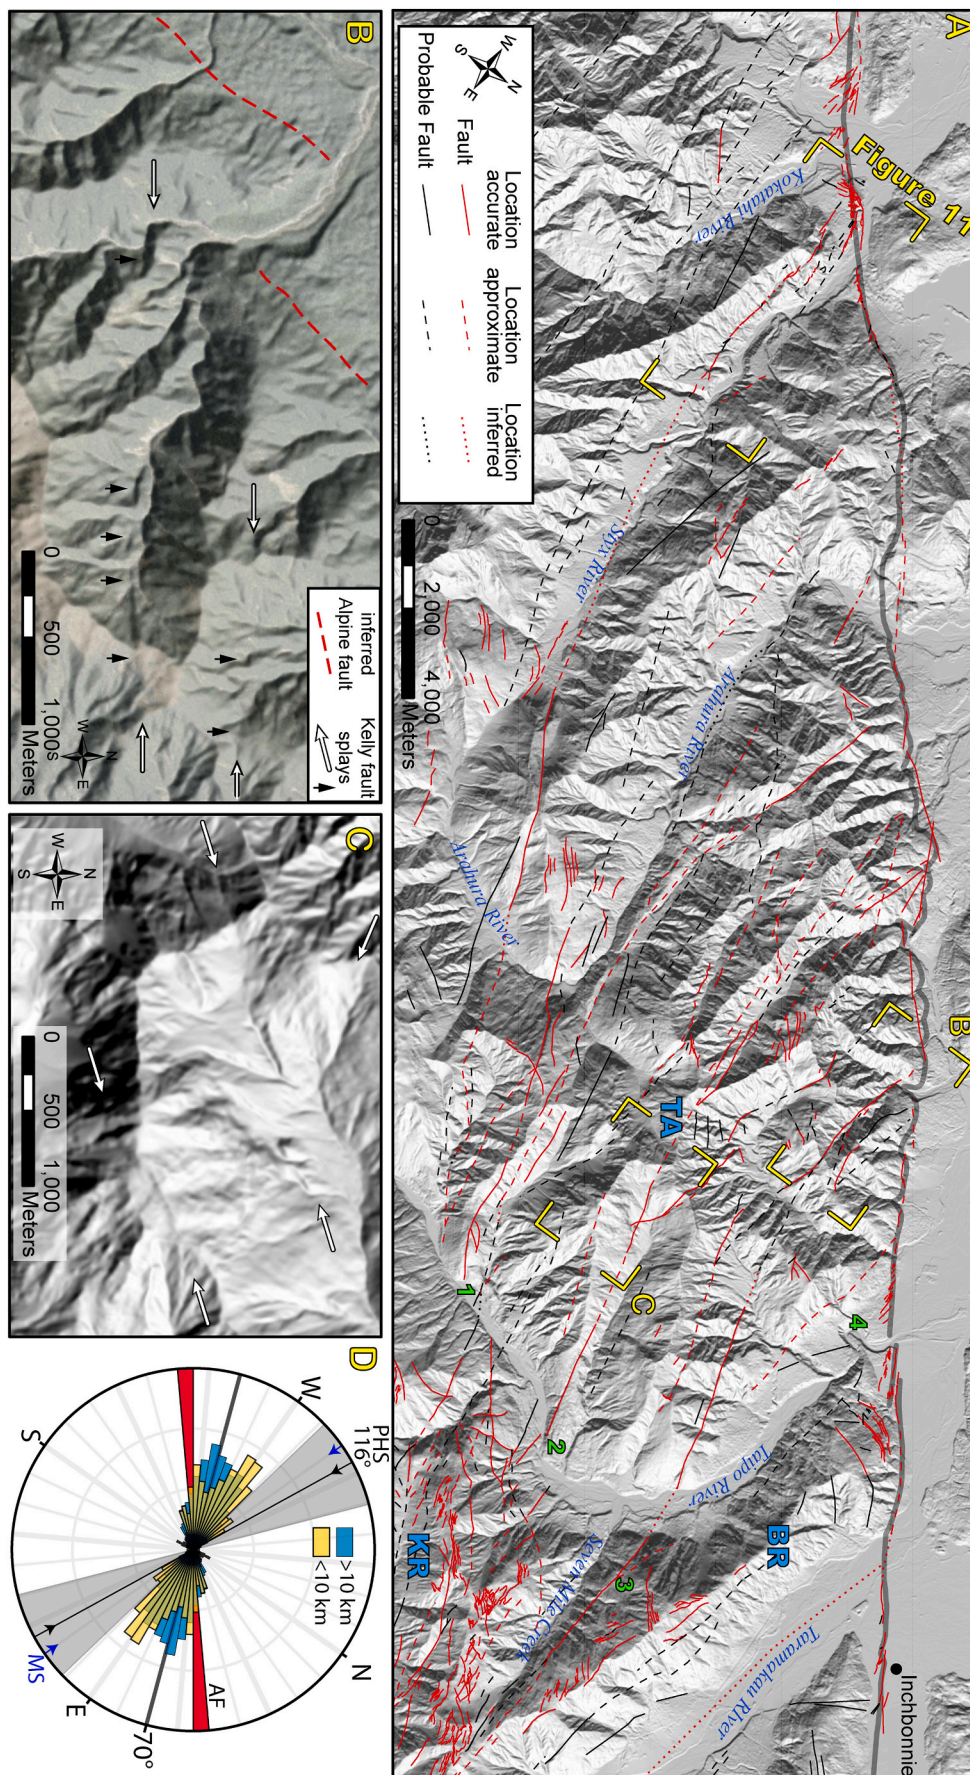 A
Figure 11
Kokatahi River
Styx River
Arahura River
Arahura River
B
TA
C
1
2
3
4
Taipo River
Seven Mile Creek
BR
KR
Taramakau River
Inchbonnie
N
E
S
W
Location accurate
Location approximate
Location inferred
Fault
Probable Fault
0 2,000 4,000
Meters
B
inferred
Alpine fault
Kelly fault
splays
N
E
S
W
0 500 1,000
Meters
C
N
E
S
W
0 500 1,000
Meters
D
PHS
116°
W
S
N
E
MS
AF
70°
>10 km
<10 km